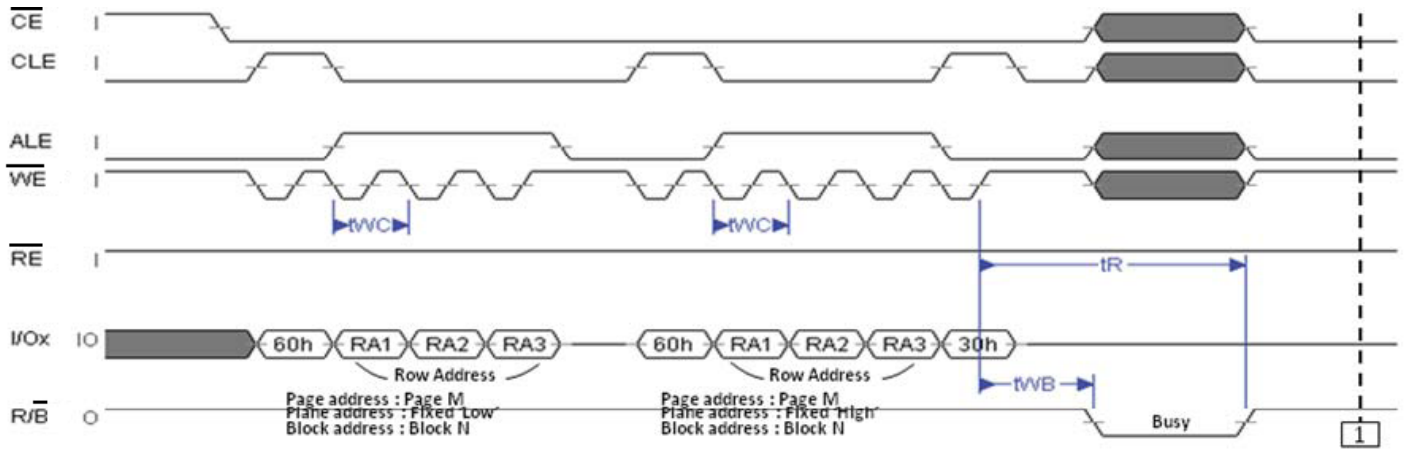 CE I
CLE I
ALE I
WE I
tWC tWC
RE I
tR
I/Ox IO 60h RA1 RA2 RA3 60h RA1 RA2 RA3 30h
Row Address Row Address
tWB
Page address : Page M Page address : Page M
Plane address : Fixed 'Low' Plane address : Fixed 'High'
Block address : Block N Block address : Block N
R/B O Busy
1